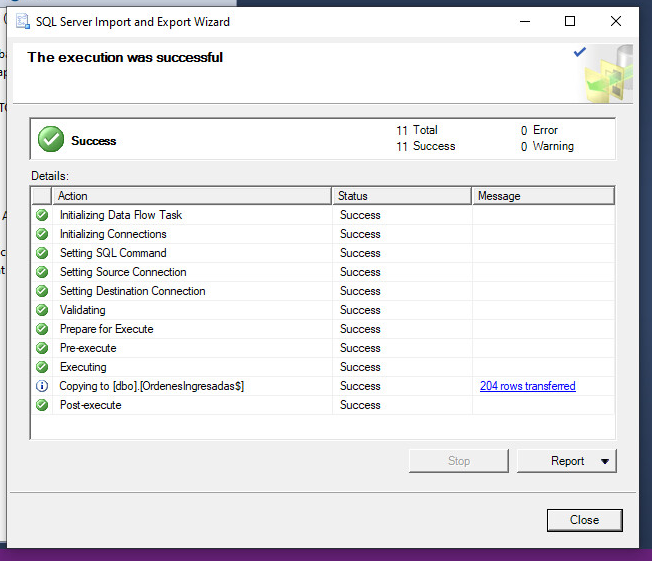 SQL Server Import and Export Wizard
The execution was successful
Success
11 Total
0 Error
11 Success
0 Warning
Details:
Action Status Message
Initializing Data Flow Task Success
Initializing Connections Success
Setting SQL Command Success
Setting Source Connection Success
Setting Destination Connection Success
Validating Success
Prepare for Execute Success
Pre-execute Success
Executing Success
Copying to [dbo].[OrdenesIngresadas$] Success 204 rows transferred
Post-execute Success
Stop
Report
Close